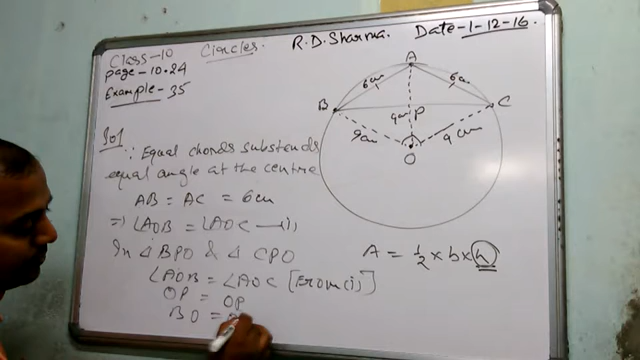 Class-10
Circles.
R.D. Sharma.
Date-1-12-16.
page-10.24
Example-35
Sol
∵ Equal chords substends
equal angle at the centre
AB = AC = 6cm
⇒ ∠AOB = ∠AOC —(i)
In △BPO & △CPO
∠AOB = ∠AOC [From(i)]
OP = OP
BO =
A
6cm
6cm
B
C
P
9cm
9cm
9cm
O
A = 1/2 × b × h